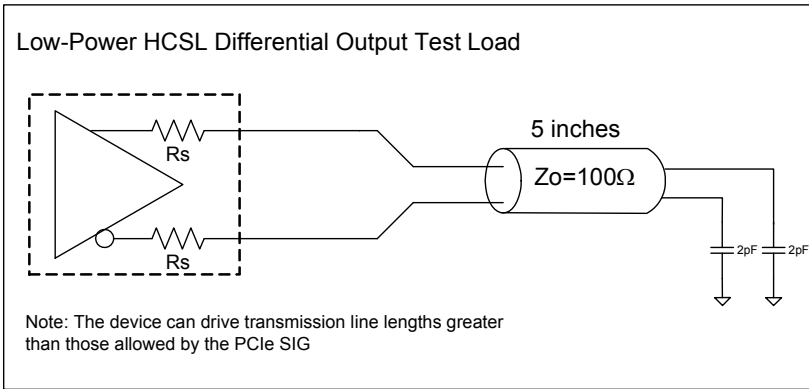 Low-Power HCSL Differential Output Test Load
Rs
5 inches
Zo=100Ω
Rs
2pF
2pF
Note: The device can drive transmission line lengths greater
than those allowed by the PCIe SIG